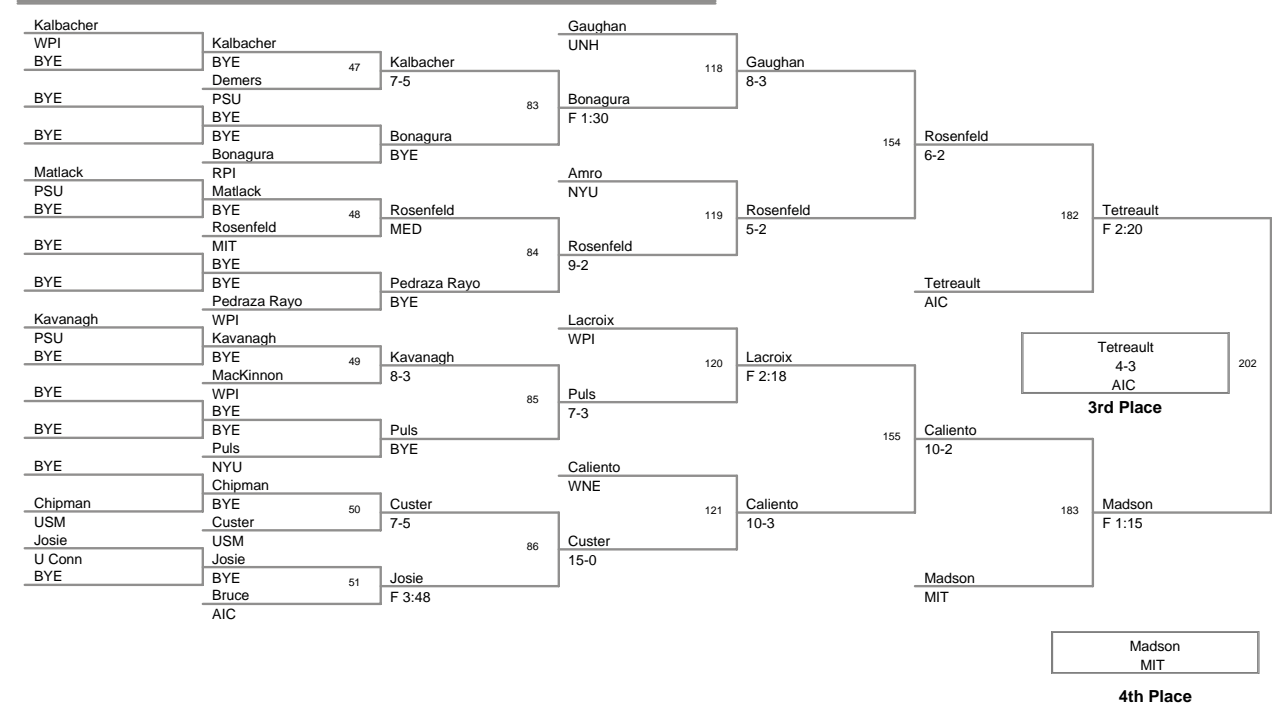 Kalbacher
WPI
BYE
BYE
BYE
Matlack
PSU
BYE
BYE
BYE
Kavanagh
PSU
BYE
BYE
BYE
BYE
Chipman
USM
Josie
U Conn
BYE
Kalbacher
BYE
47
Demers
PSU
BYE
BYE
Bonagura
RPI
Matlack
BYE
48
Rosenfeld
MIT
BYE
BYE
Pedraza Rayo
WPI
Kavanagh
BYE
49
MacKinnon
WPI
BYE
BYE
Puls
NYU
Chipman
BYE
50
Custer
USM
Josie
BYE
51
Bruce
AIC
Kalbacher
7-5
83
Bonagura
BYE
Rosenfeld
MED
84
Pedraza Rayo
BYE
Kavanagh
8-3
85
Puls
BYE
Custer
7-5
86
Josie
F 3:48
Gaughan
UNH
118
Bonagura
F 1:30
Amro
NYU
119
Rosenfeld
9-2
Lacroix
WPI
120
Puls
7-3
Caliento
WNE
121
Custer
15-0
Gaughan
8-3
154
Rosenfeld
5-2
Lacroix
F 2:18
155
Caliento
10-3
Rosenfeld
6-2
182
Tetreault
AIC
Caliento
10-2
183
Madson
MIT
Tetreault
F 2:20
Tetreault
4-3
AIC
202
3rd Place
Madson
F 1:15
Madson
MIT
4th Place